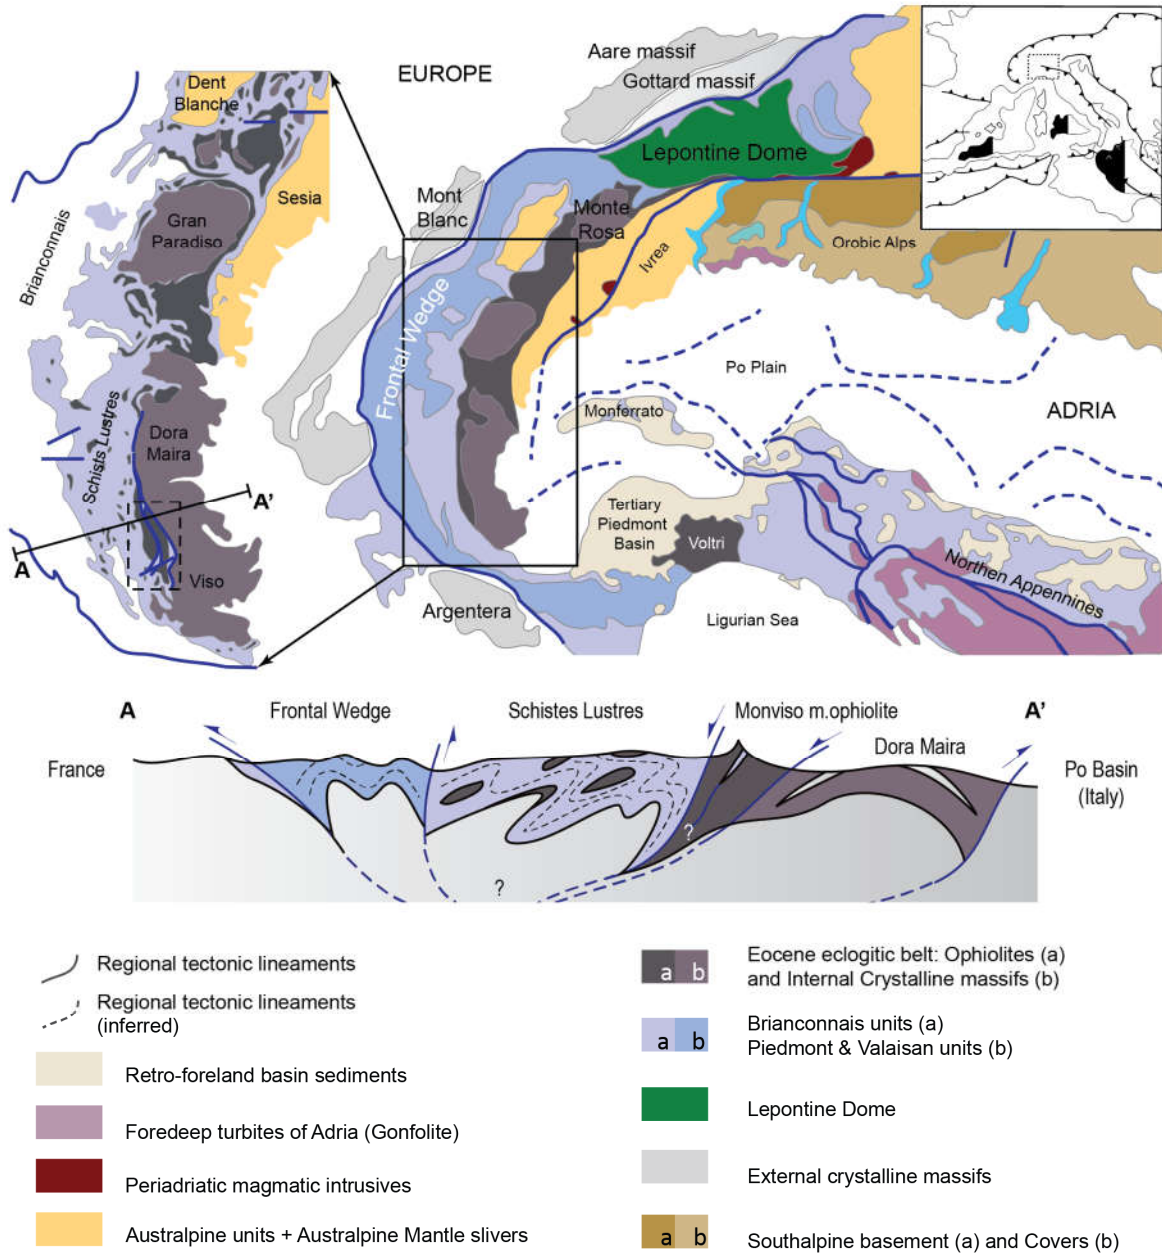 EUROPE
Aare massif
Gottard massif
Lepontine Dome
Dent
Blanche
Sesia
Gran
Paradiso
Brianconnais
Schists Lustres
Dora
Maira
A'
A
Viso
Mont
Blanc
Monte
Rosa
Ivrea
Orobic Alps
Frontal Wedge
Po Plain
Monferrato
ADRIA
Tertiary
Piedmont
Basin
Voltri
Northen Appennines
Argentera
Ligurian Sea
A
Frontal Wedge
Schistes Lustres
Monviso m.ophiolite
A'
Dora Maira
France
Po Basin
(Italy)
?
?
Regional tectonic lineaments
Regional tectonic lineaments
(inferred)
Retro-foreland basin sediments
Foredeep turbites of Adria (Gonfolite)
Periadriatic magmatic intrusives
Australpine units + Australpine Mantle slivers
a b
Eocene eclogitic belt: Ophiolites (a)
and Internal Crystalline massifs (b)
a b
Brianconnais units (a)
Piedmont & Valaisan units (b)
Lepontine Dome
External crystalline massifs
a b
Southalpine basement (a) and Covers (b)